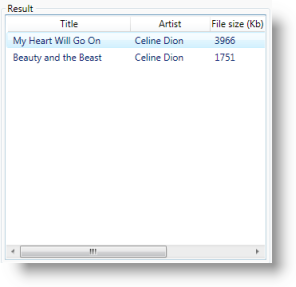 Result
Title Artist File size (Kb)
My Heart Will Go On Celine Dion 3966
Beauty and the Beast Celine Dion 1751